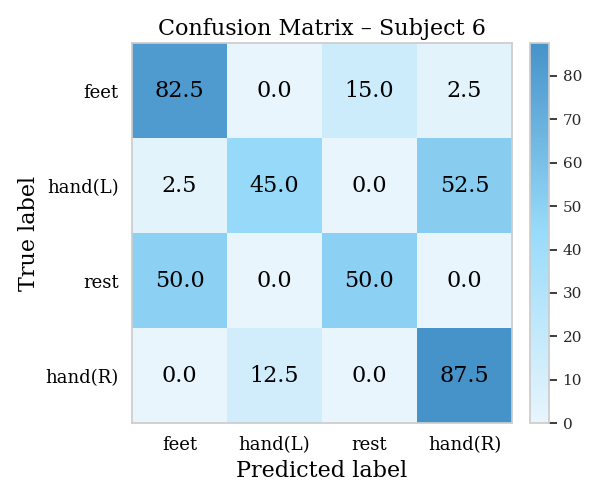 Confusion Matrix – Subject 6
feet 82.5 0.0 15.0 2.5
hand(L) 2.5 45.0 0.0 52.5
rest 50.0 0.0 50.0 0.0
hand(R) 0.0 12.5 0.0 87.5
feet hand(L) rest hand(R)
Predicted label
True label
80
70
60
50
40
30
20
10
0